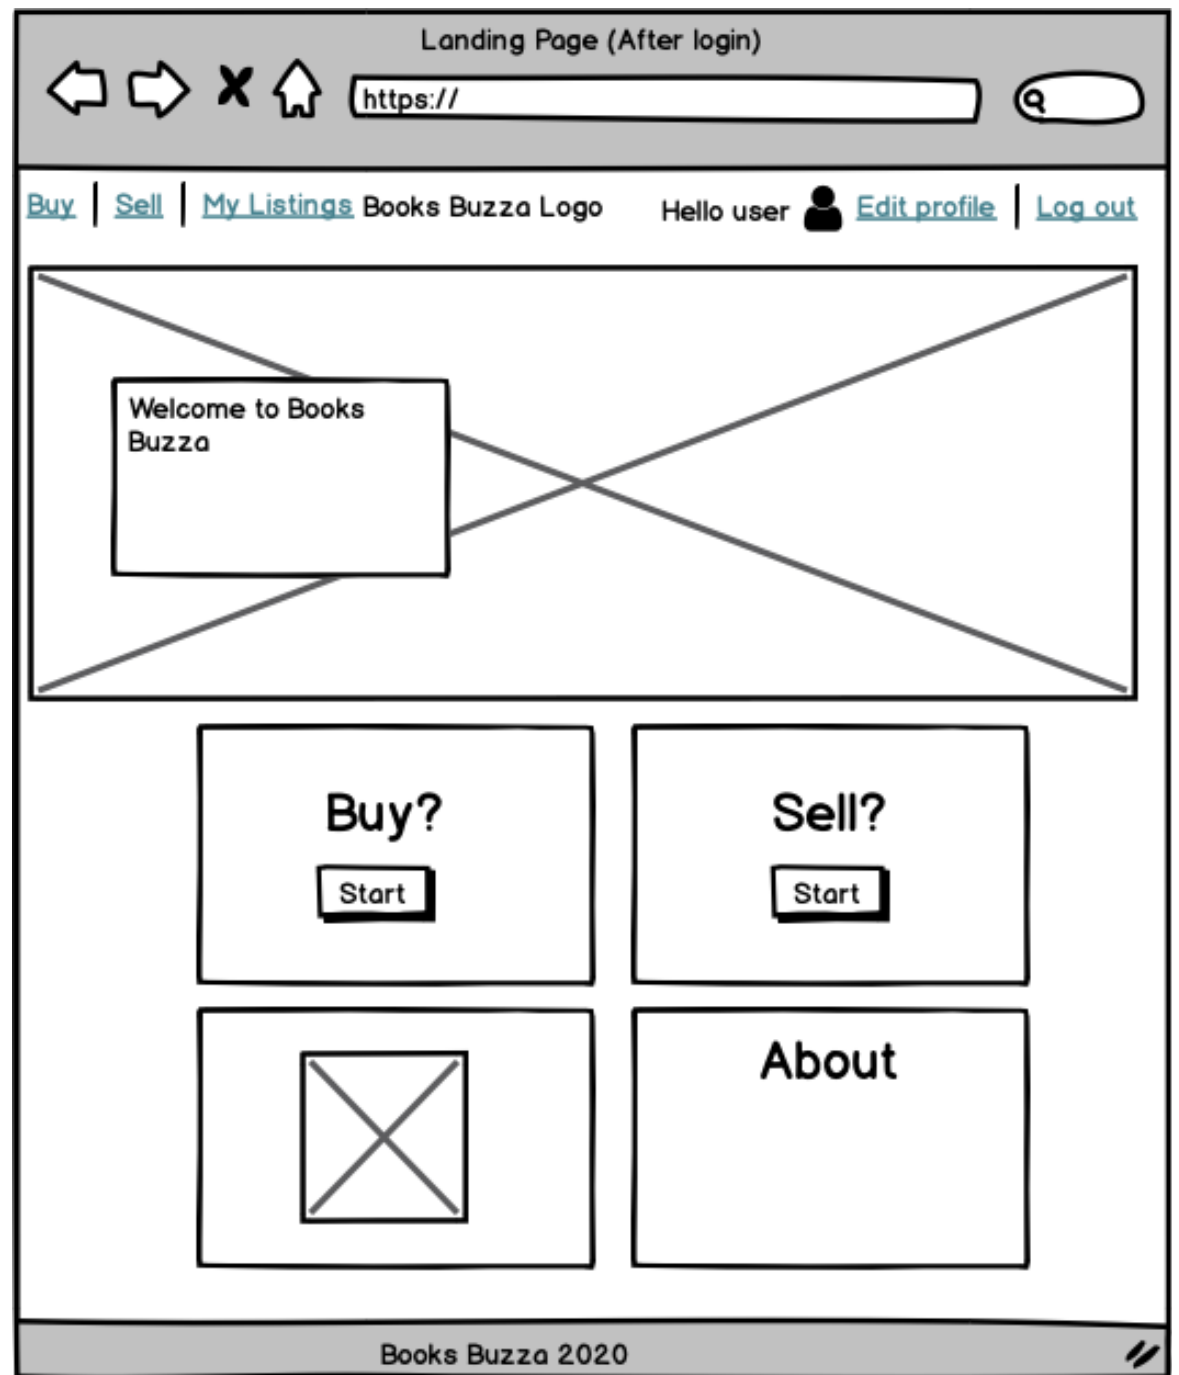 Landing Page (After login)
https://
Buy Sell My Listings Books Buzza Logo Hello user Edit profile Log out
Welcome to Books
Buzza
Buy? Sell?
Start Start
About
Books Buzza 2020